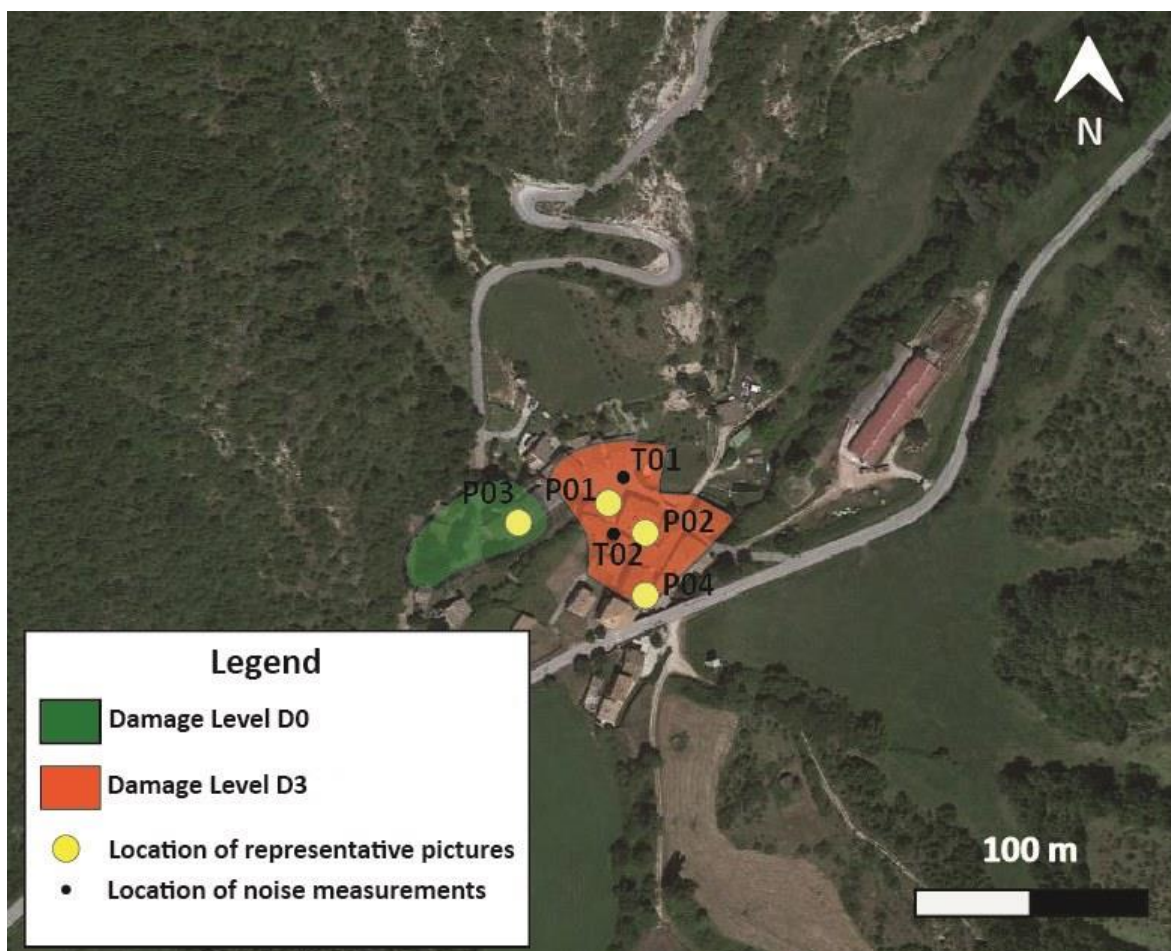 N
T01
P03
P01
P02
T02
P04
Legend
Damage Level D0
Damage Level D3
Location of representative pictures
Location of noise measurements
100 m